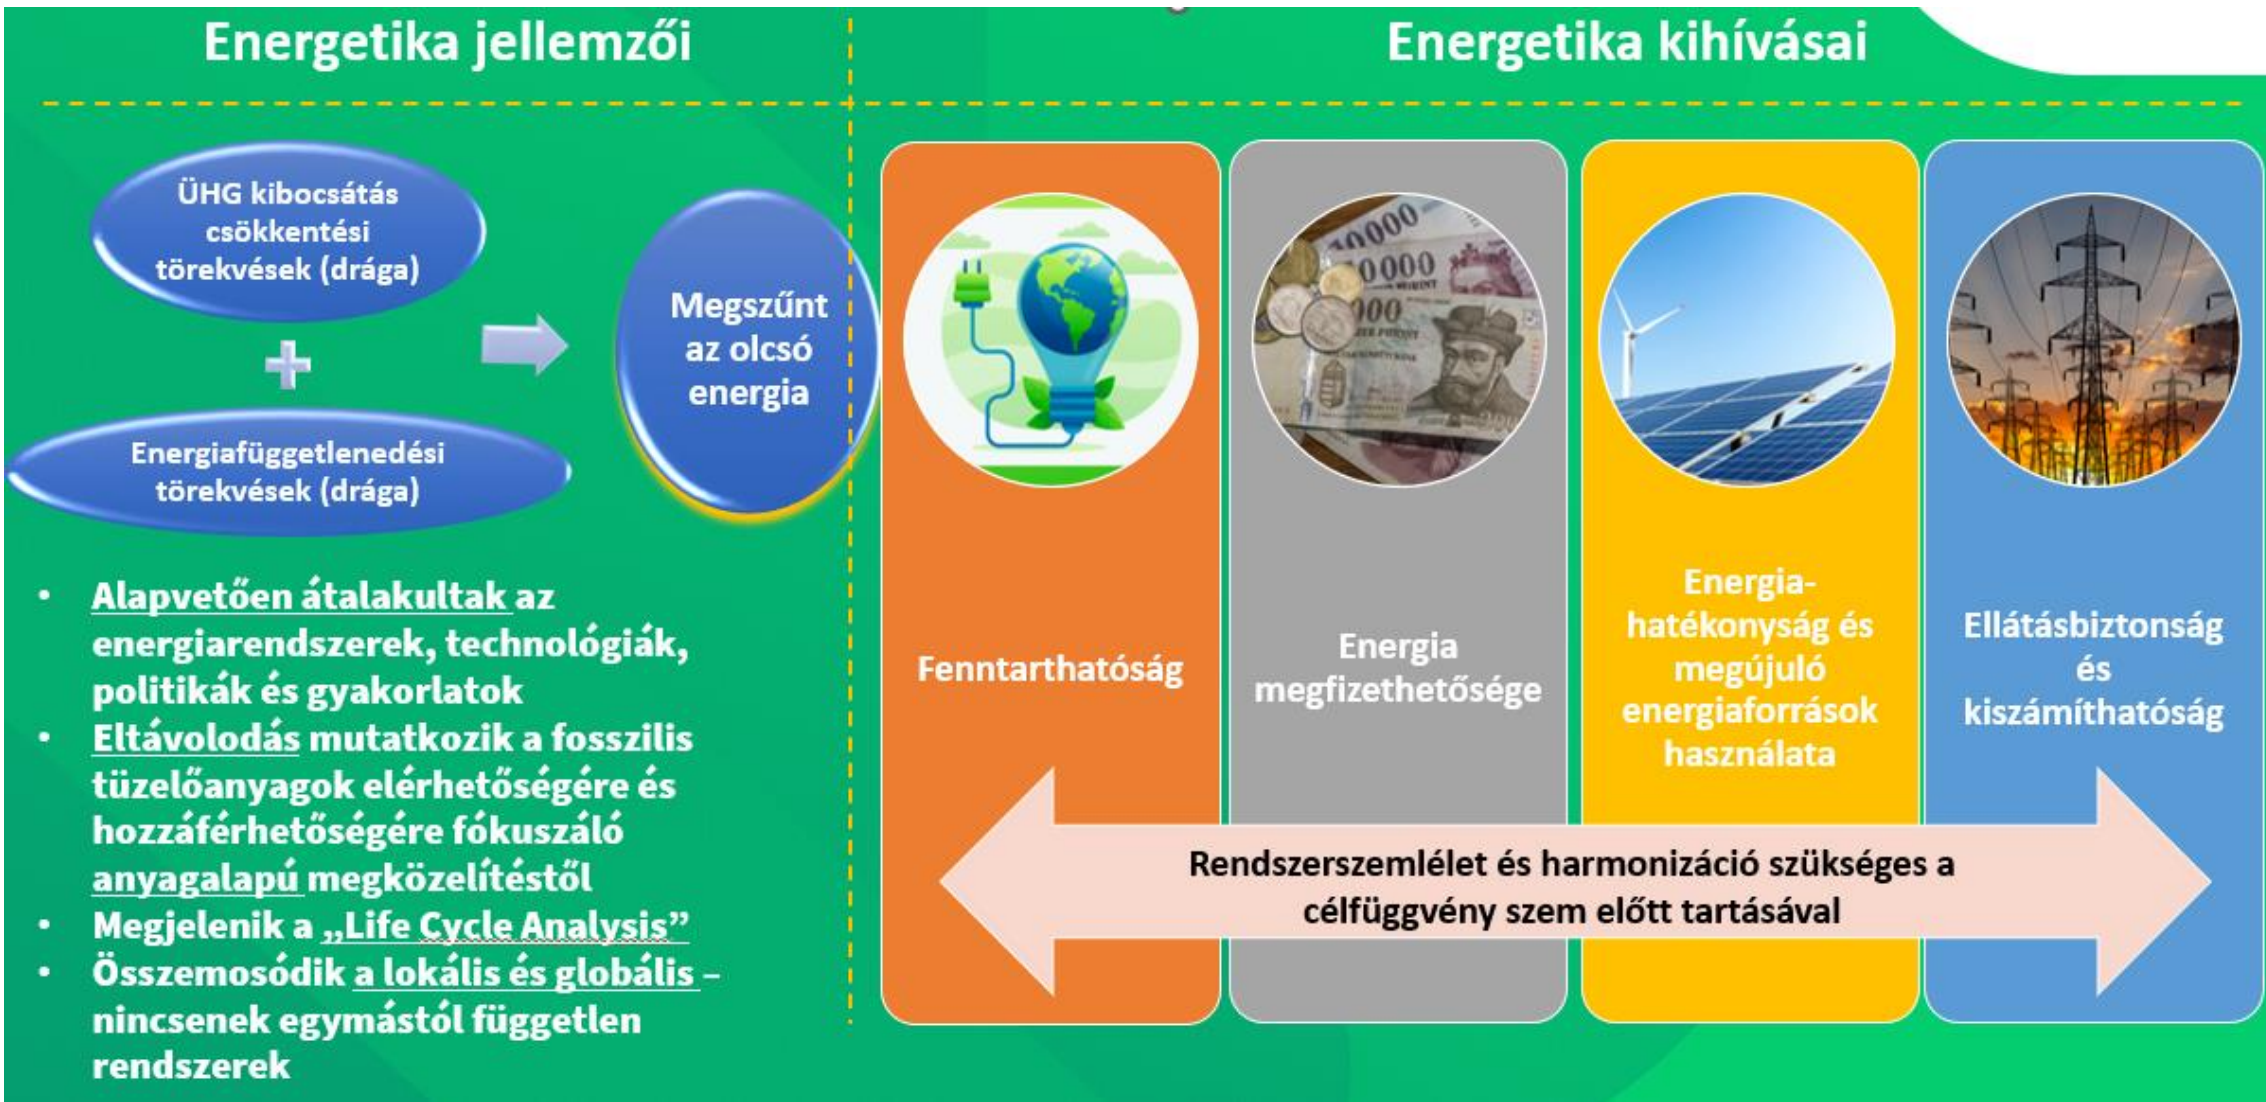 Energetika jellemzői
ÜHG kibocsátás
csökkentési
törekvések (drága)
Energiafüggetlenedési
törekvések (drága)
Megszűnt
az olcsó
energia
• Alapvetően átalakultak az
energiarendszerek, technológiák,
politikák és gyakorlatok
• Eltávolodás mutatkozik a fosszilis
tüzelőanyagok elérhetőségére és
hozzáférhetőségére fókuszáló
anyagalapú megközelítéstől
• Megjelenik a „Life Cycle Analysis”
• Összemosódik a lokális és globális –
nincsenek egymástól független
rendszerek
Energetika kihívásai
Fenntarthatóság
Energia
megfizethetősége
Energia-
hatékonyság és
megújuló
energiaforrások
használata
Ellátásbiztonság
és
kiszámíthatóság
Rendszerszemlélet és harmonizáció szükséges a
célfüggvény szem előtt tartásával